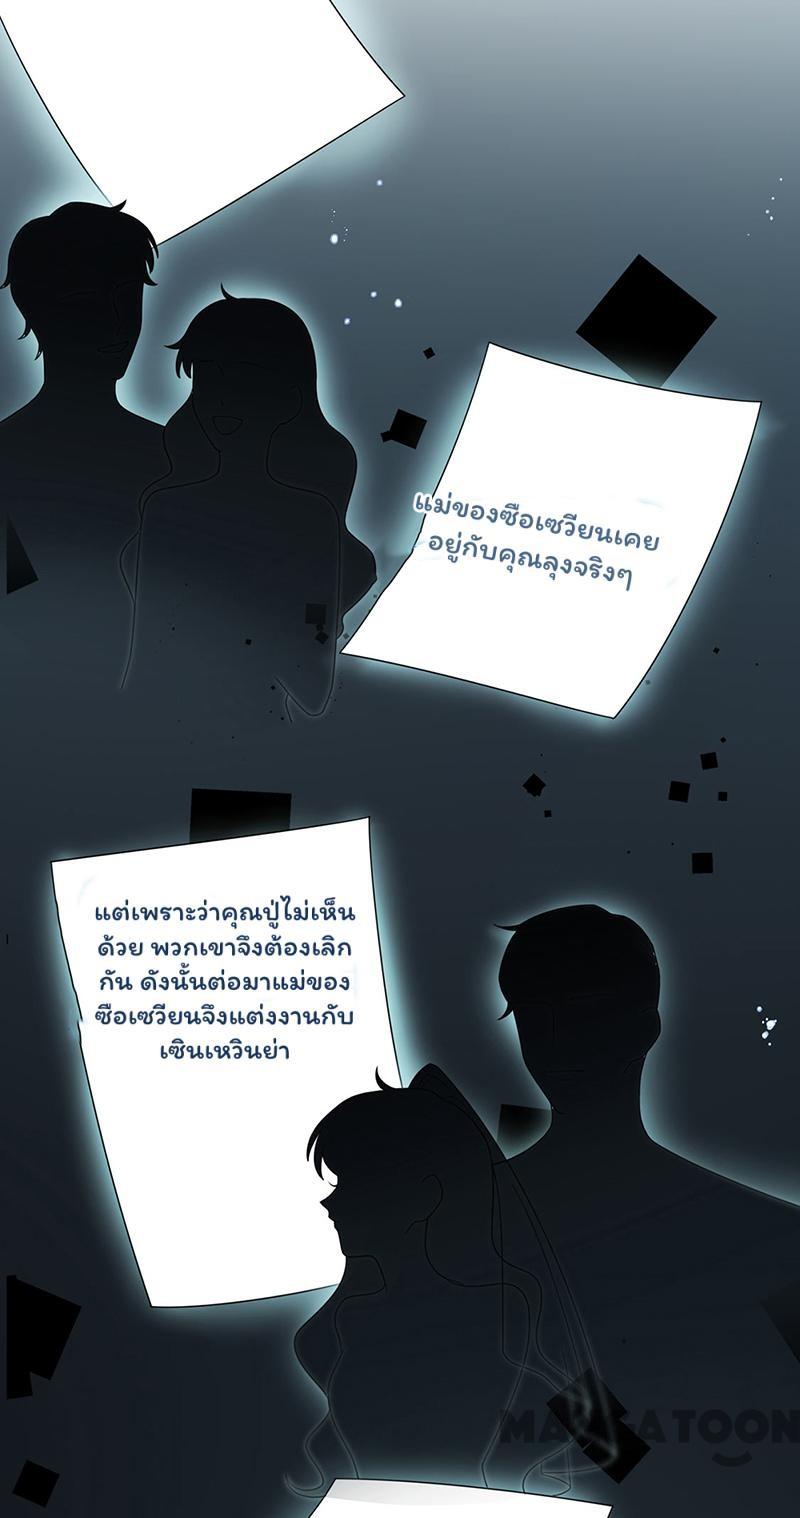 แม่ของซือเซวียนเคย
อยู่กับคุณลุงจริงๆ
แต่เพราะว่าคุณปู่ไม่เห็น
ด้วย พวกเขาจึงต้องเลิก
กัน ดังนั้นต่อมาแม่ของ
ซือเซวียนจึงแต่งงานกับ
เซินเหวินย่า
MANGATOON